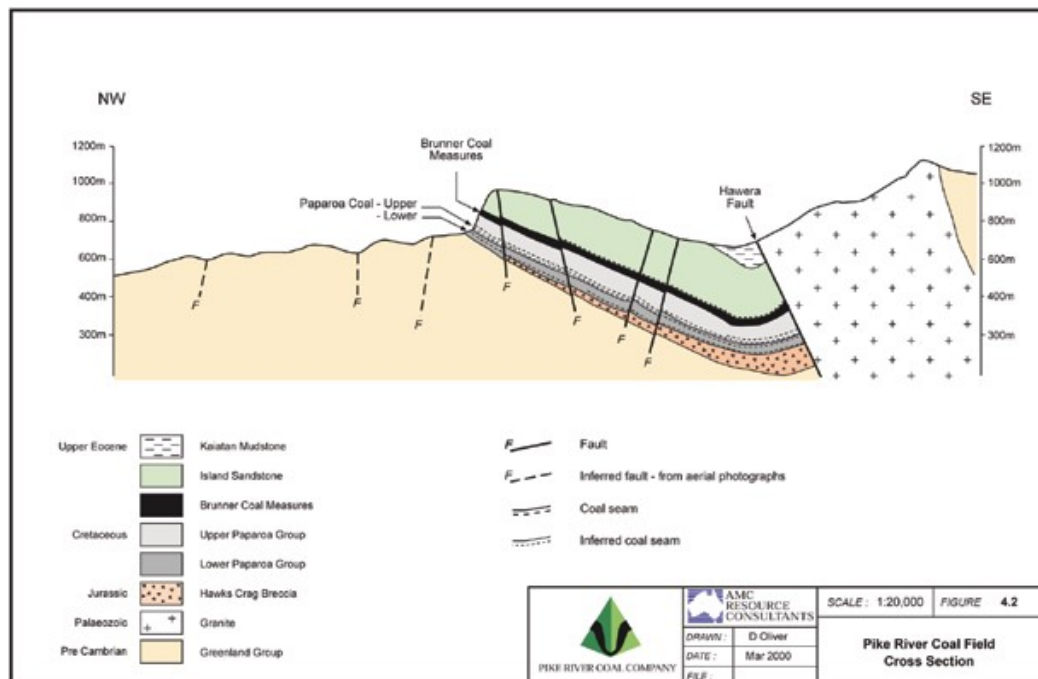 NW
SE
1200m
1000m
800m
600m
400m
300m
1200m
1000m
800m
600m
400m
300m
Brunner Coal
Measures
Paparoa Coal - Upper
- Lower
Hawera
Fault
F
F
F
F
F
F
F
Upper Eocene Kaiatan Mudstone
Island Sandstone
Brunner Coal Measures
Cretaceous Upper Paparoa Group
Lower Paparoa Group
Jurassic Hawks Crag Breccia
Palaeozoic Granite
Pre Cambrian Greenland Group
F Fault
F Inferred fault - from aerial photographs
Coal seam
Inferred coal seam
PIKE RIVER COAL COMPANY
AMC
RESOURCE
CONSULTANTS
DRAWN : D Oliver
DATE : Mar 2000
FILE :
SCALE : 1:20,000 FIGURE 4.2
Pike River Coal Field
Cross Section